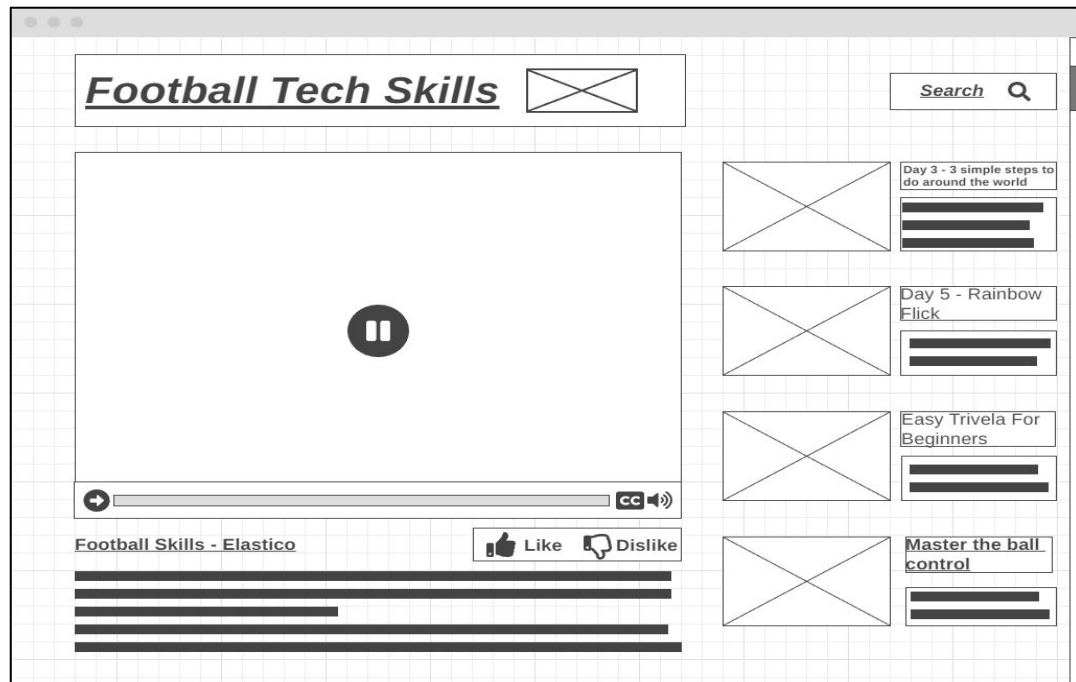 Football Tech Skills
Search
Day 3 - 3 simple steps to
do around the world
Day 5 - Rainbow
Flick
Easy Trivela For
Beginners
CC
Football Skills - Elastico
Like
Dislike
Master the ball
control